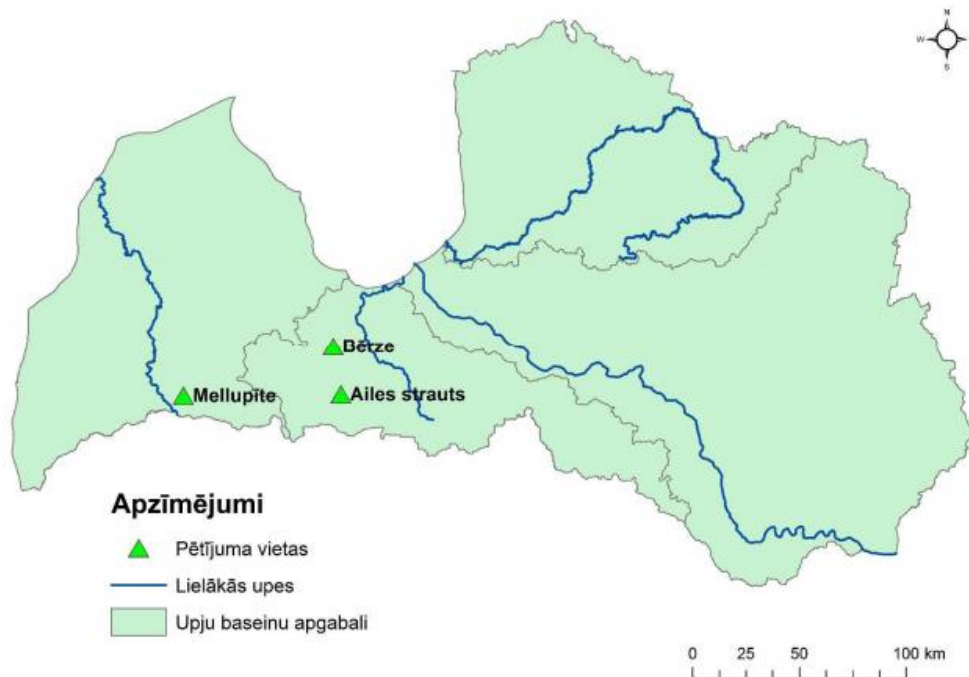 N
W
S
Bērze
Mellupīte
Ailes strauts
Apzīmējumi
Pētījuma vietas
Lielākās upes
Upju baseinu apgabali
0 25 50 100 km